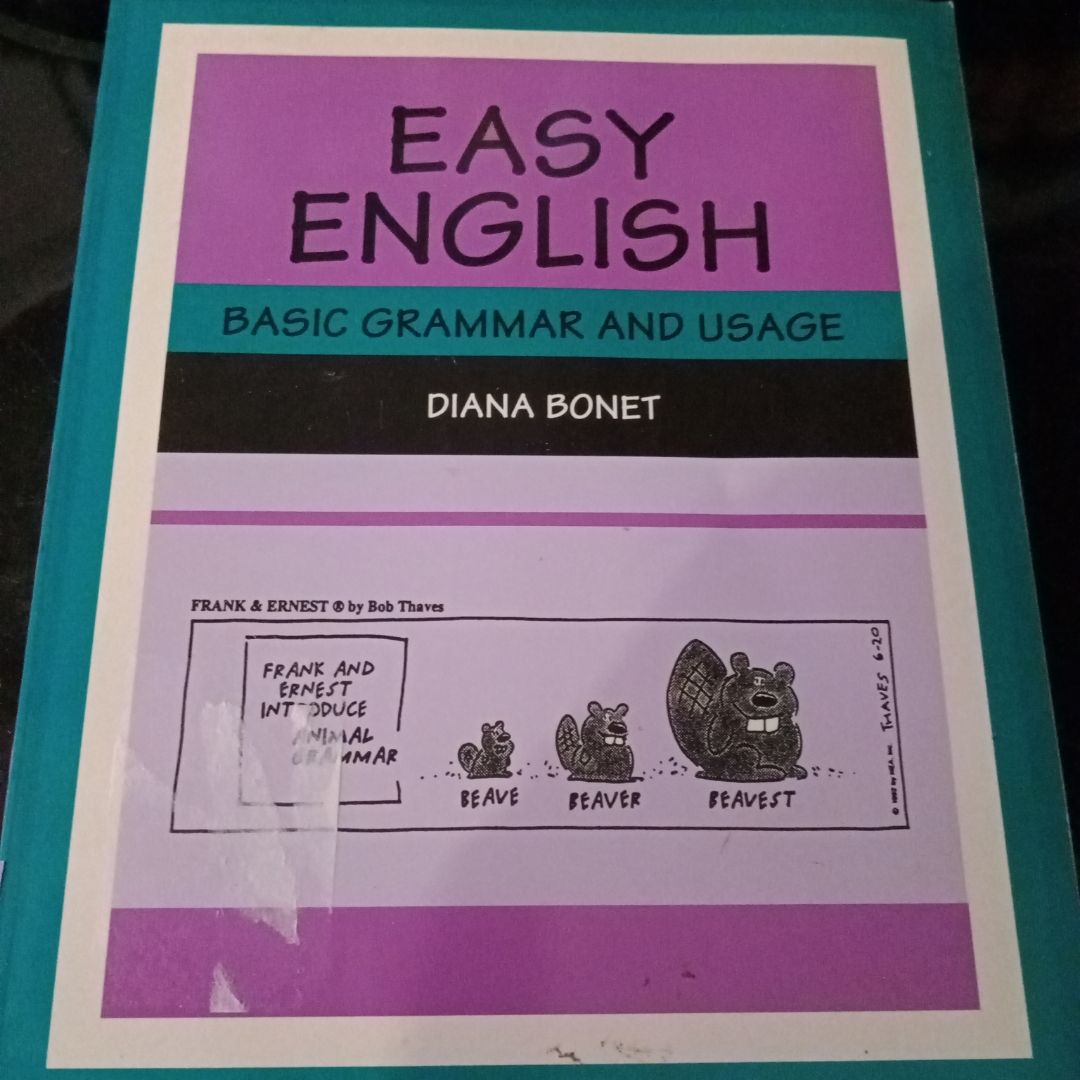 EASY
ENGLISH
BASIC GRAMMAR AND USAGE
DIANA BONET
FRANK & ERNEST ® by Bob Thaves
FRANK AND
ERNEST
INTRODUCE
ANIMAL
GRAMMAR
BEAVE
BEAVER
BEAVEST
THAVES 6-20